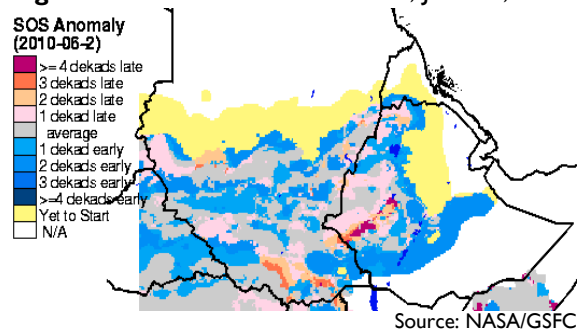 SOS Anomaly
(2010-06-2)
>= 4 dekads late
3 dekads late
2 dekads late
1 dekad late
average
1 dekad early
2 dekads early
3 dekads early
>=4 dekads early
Yet to Start
N/A
Source: NASA/GSFC